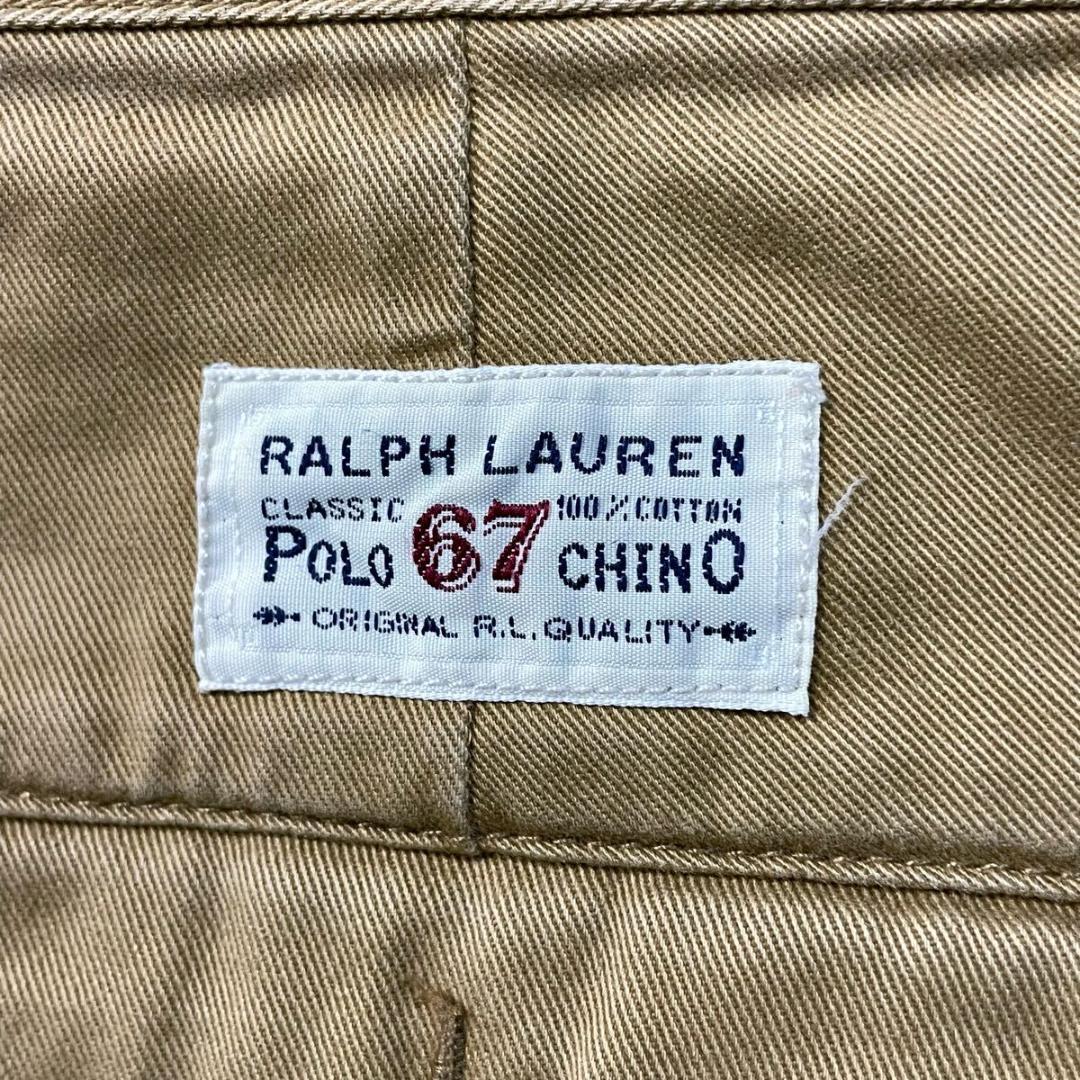 RALPH LAUREN
CLASSIC 67 100% COTTON
POLO CHINO
ORIGINAL R.L. QUALITY